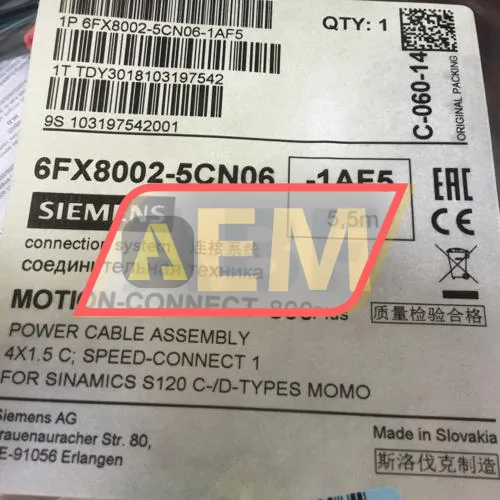 1P 6FX8002-5CN06-1AF5
QTY: 1
1T TDY3018103197542
9S 103197542001
C-060-14
ORIGINAL PACKING
6FX8002-5CN06 -1AF5
SIEMENS
5,5m
connection system 连接系统
соединительная техника
AEM
MOTION-CONNECT 800Plus
质量检验合格
POWER CABLE ASSEMBLY
4X1.5 C; SPEED-CONNECT 1
FOR SINAMICS S120 C-/D-TYPES MOMO
Siemens AG
Frauenauracher Str. 80,
DE-91056 Erlangen
Made in Slovakia
斯洛伐克制造
EAC
CE